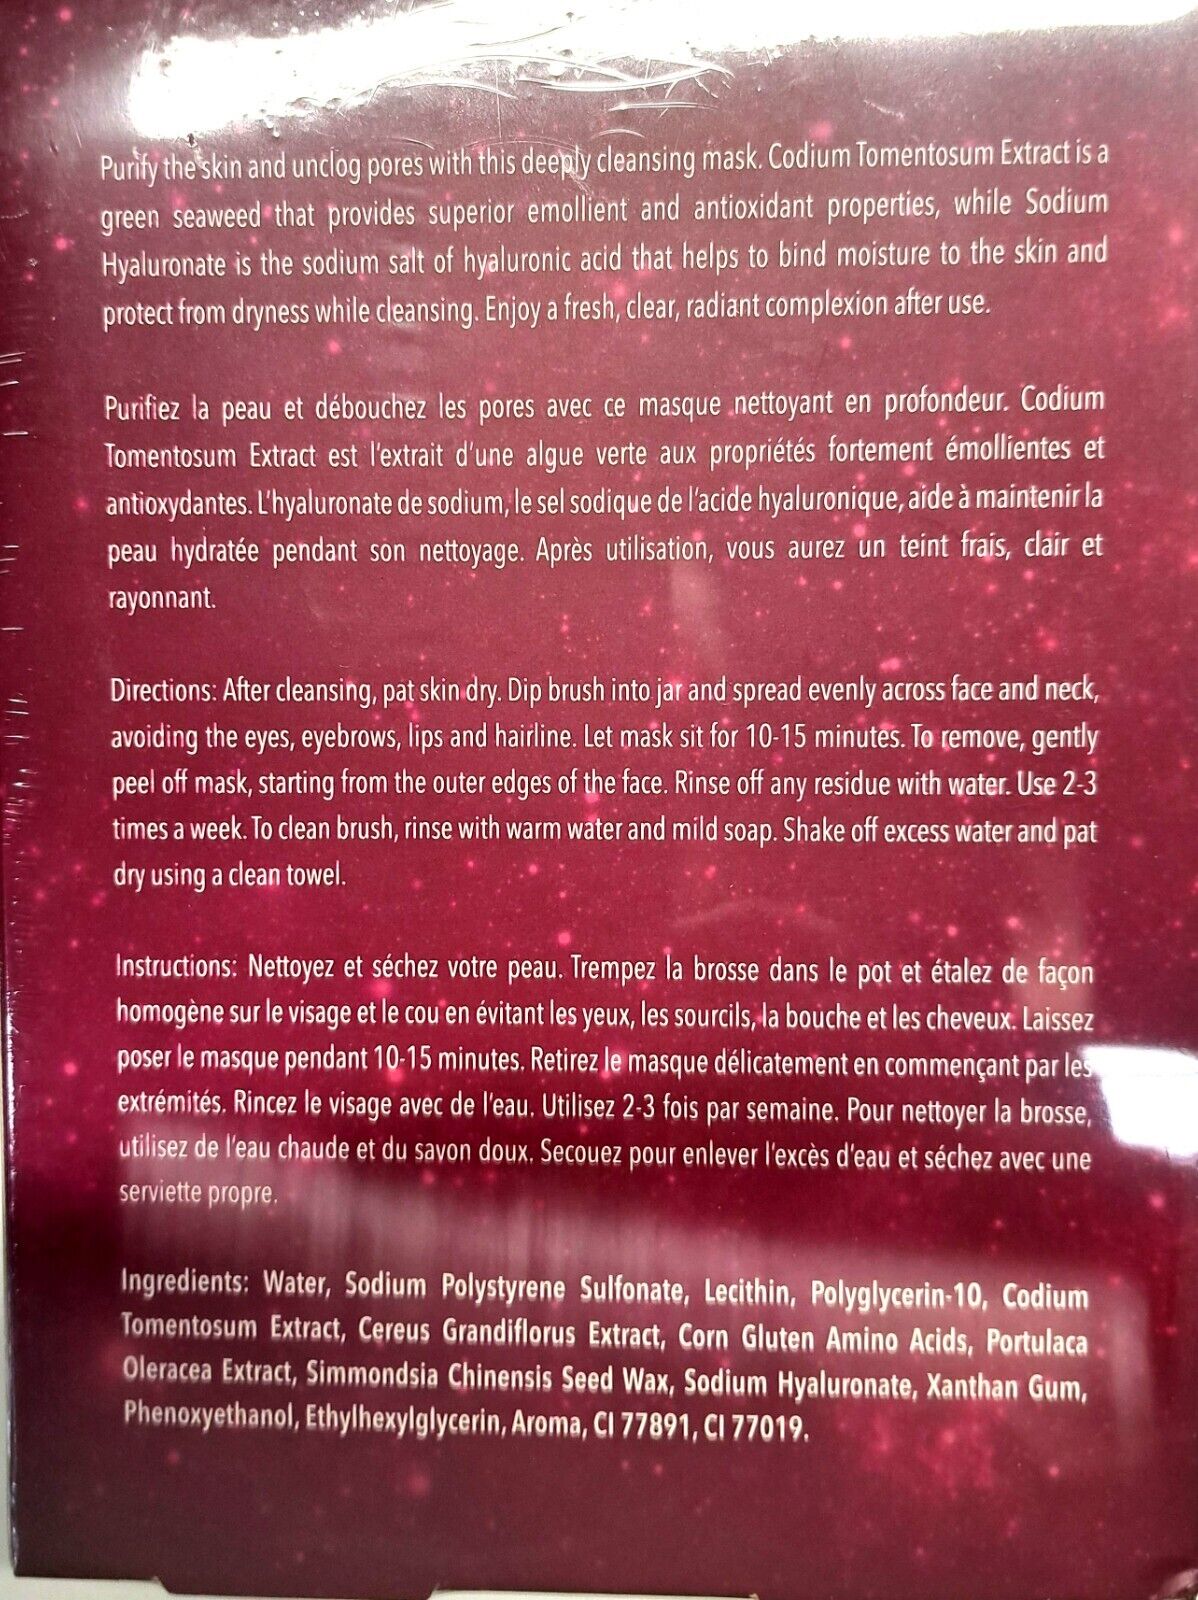 Purify the skin and unclog pores with this deeply cleansing mask. Codium Tomentosum Extract is a
green seaweed that provides superior emollient and antioxidant properties, while Sodium
Hyaluronate is the sodium salt of hyaluronic acid that helps to bind moisture to the skin and
protect from dryness while cleansing. Enjoy a fresh, clear, radiant complexion after use.
Purifiez la peau et débouchez les pores avec ce masque nettoyant en profondeur. Codium
Tomentosum Extract est l'extrait d'une algue verte aux propriétés fortement émollientes et
antioxydantes. L'hyaluronate de sodium, le sel sodique de l'acide hyaluronique, aide à maintenir la
peau hydratée pendant son nettoyage. Après utilisation, vous aurez un teint frais, clair et
rayonnant.
Directions: After cleansing, pat skin dry. Dip brush into jar and spread evenly across face and neck,
avoiding the eyes, eyebrows, lips and hairline. Let mask sit for 10-15 minutes. To remove, gently
peel off mask, starting from the outer edges of the face. Rinse off any residue with water. Use 2-3
times a week. To clean brush, rinse with warm water and mild soap. Shake off excess water and pat
dry using a clean towel.
Instructions: Nettoyez et séchez votre peau. Trempez la brosse dans le pot et étalez de façon
homogène sur le visage et le cou en évitant les yeux, les sourcils, la bouche et les cheveux. Laissez
poser le masque pendant 10-15 minutes. Retirez le masque délicatement en commençant par les
extrémités. Rincez le visage avec de l'eau. Utilisez 2-3 fois par semaine. Pour nettoyer la brosse,
utilisez de l'eau chaude et du savon doux. Secouez pour enlever l'excès d'eau et séchez avec une
serviette propre.
Ingredients: Water, Sodium Polystyrene Sulfonate, Lecithin, Polyglycerin-10, Codium
Tomentosum Extract, Cereus Grandiflorus Extract, Corn Gluten Amino Acids, Portulaca
Oleracea Extract, Simmondsia Chinensis Seed Wax, Sodium Hyaluronate, Xanthan Gum,
Phenoxyethanol, Ethylhexylglycerin, Aroma, CI 77891, CI 77019.